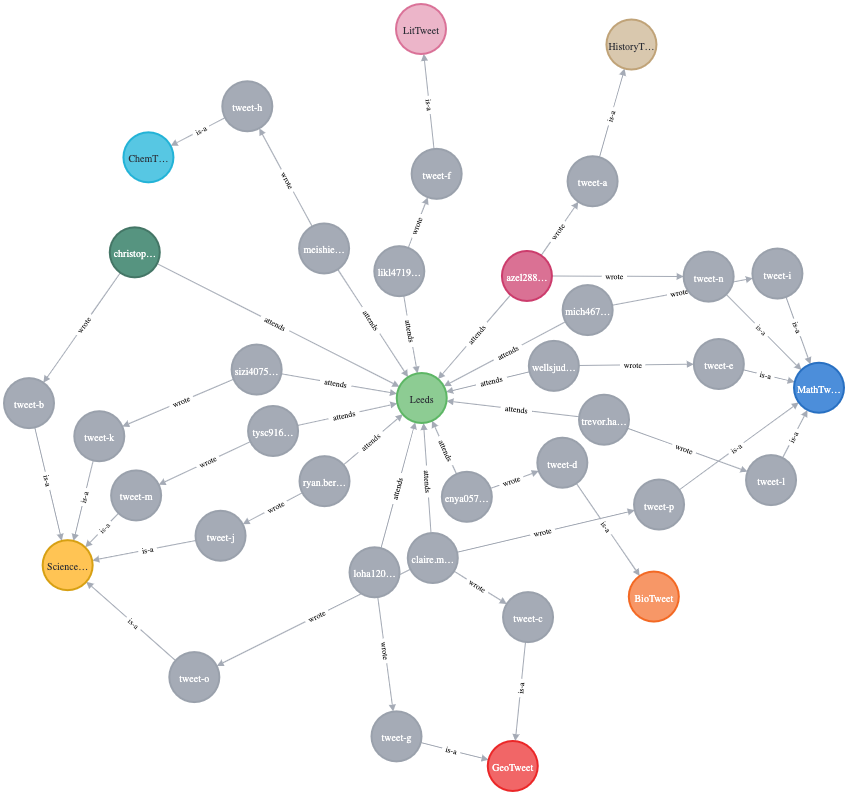 LitTweet
HistoryT…
is-a
tweet-h
is-a
is-a
ChemT…
wrote
tweet-f
tweet-a
wrote
wrote
christop…
meishie…
likl4719…
azel288…
wrote
tweet-n
tweet-i
wrote
mich467…
attends
attends
attends
attends
wrote
attends
is-a
is-a
sizi4075…
attends
attends
wellsjud…
wrote
tweet-e
is-a
MathTw…
tweet-b
wrote
Leeds
attends
trevor.ha…
tweet-k
tysc916…
attends
attends
attends
wrote
is-a
is-a
wrote
tweet-d
tweet-l
is-a
is-a
tweet-m
ryan.ber…
attends
attends
enya057…
wrote
tweet-p
is-a
wrote
tweet-j
is-a
wrote
is-a
Science…
loha120…
claire.m…
wrote
BioTweet
is-a
wrote
wrote
tweet-c
tweet-o
wrote
is-a
tweet-g
is-a
GeoTweet